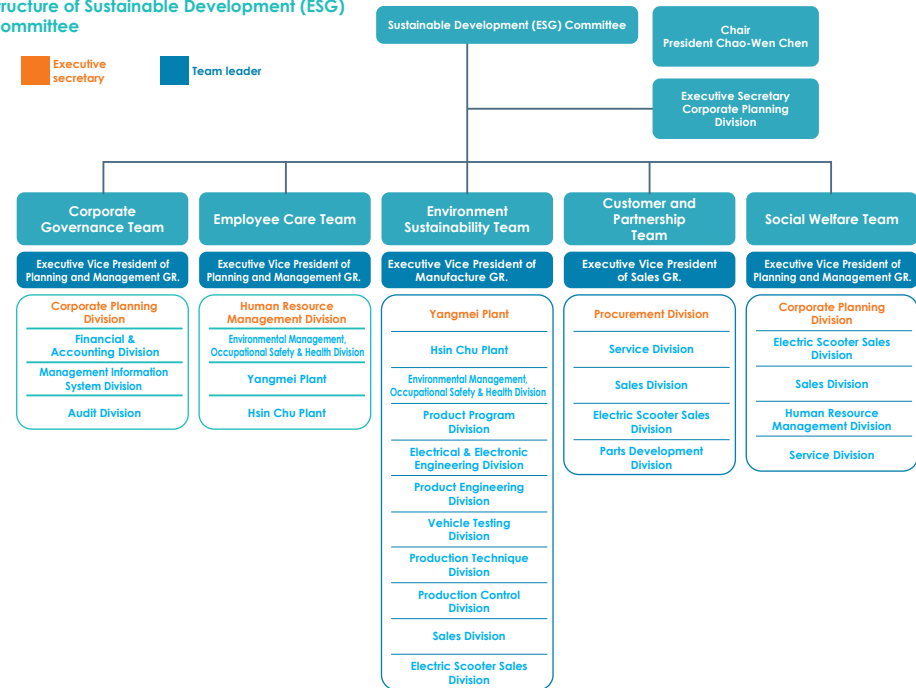 tructure of Sustainable Development (ESG)
ommittee
Executive
secretary
Team leader
Sustainable Development (ESG) Committee
Chair
President Chao-Wen Chen
Executive Secretary
Corporate Planning
Division
Corporate
Governance Team
Executive Vice President of
Planning and Management GR.
Corporate Planning
Division
Financial &
Accounting Division
Management Information
System Division
Audit Division
Employee Care Team
Executive Vice President of
Planning and Management GR.
Human Resource
Management Division
Environmental Management,
Occupational Safety & Health Division
Yangmei Plant
Hsin Chu Plant
Environment
Sustainability Team
Executive Vice President of
Manufacture GR.
Yangmei Plant
Hsin Chu Plant
Environmental Management,
Occupational Safety & Health Division
Product Program
Division
Electrical & Electronic
Engineering Division
Product Engineering
Division
Vehicle Testing
Division
Production Technique
Division
Production Control
Division
Sales Division
Electric Scooter Sales
Division
Customer and
Partnership
Team
Executive Vice President
of Sales GR.
Procurement Division
Service Division
Sales Division
Electric Scooter Sales
Division
Parts Development
Division
Social Welfare Team
Executive Vice President of
Planning and Management GR.
Corporate Planning
Division
Electric Scooter Sales
Division
Sales Division
Human Resource
Management Division
Service Division